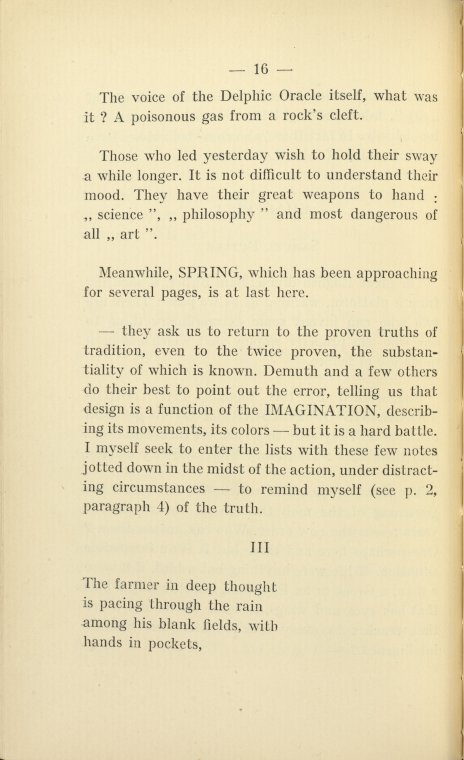 — 16 —
The voice of the Delphic Oracle itself, what was
it ? A poisonous gas from a rock's cleft.
Those who led yesterday wish to hold their sway
a while longer. It is not difficult to understand their
mood. They have their great weapons to hand :
„ science ”, „ philosophy ” and most dangerous of
all „ art ”.
Meanwhile, SPRING, which has been approaching
for several pages, is at last here.
— they ask us to return to the proven truths of
tradition, even to the twice proven, the substan-
tiality of which is known. Demuth and a few others
do their best to point out the error, telling us that
design is a function of the IMAGINATION, describ-
ing its movements, its colors — but it is a hard battle.
I myself seek to enter the lists with these few notes
jotted down in the midst of the action, under distract-
ing circumstances — to remind myself (see p. 2,
paragraph 4) of the truth.
III
The farmer in deep thought
is pacing through the rain
among his blank fields, with
hands in pockets,